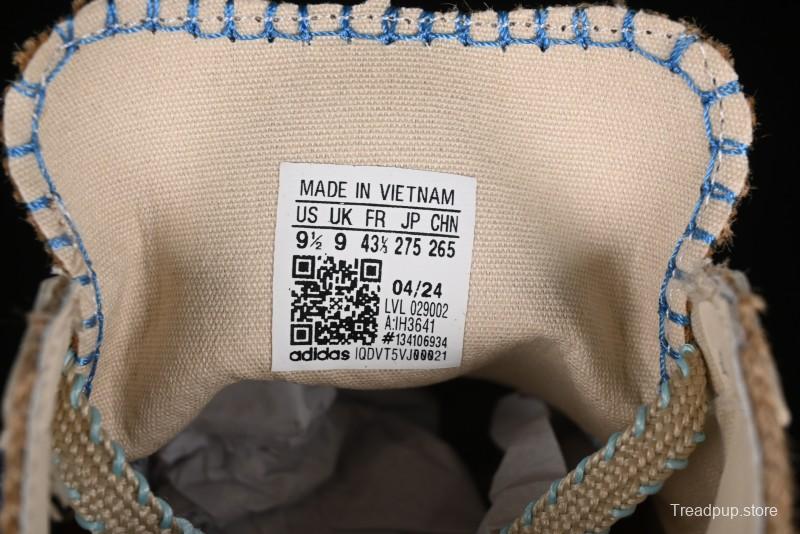 MADE IN VIETNAM
US UK FR JP CHN
9½ 9 43⅓ 275 265
04/24
LVL 029002
A:IH3641
#134106934
adidas IQDVT5VJ00021
Treadpup.store